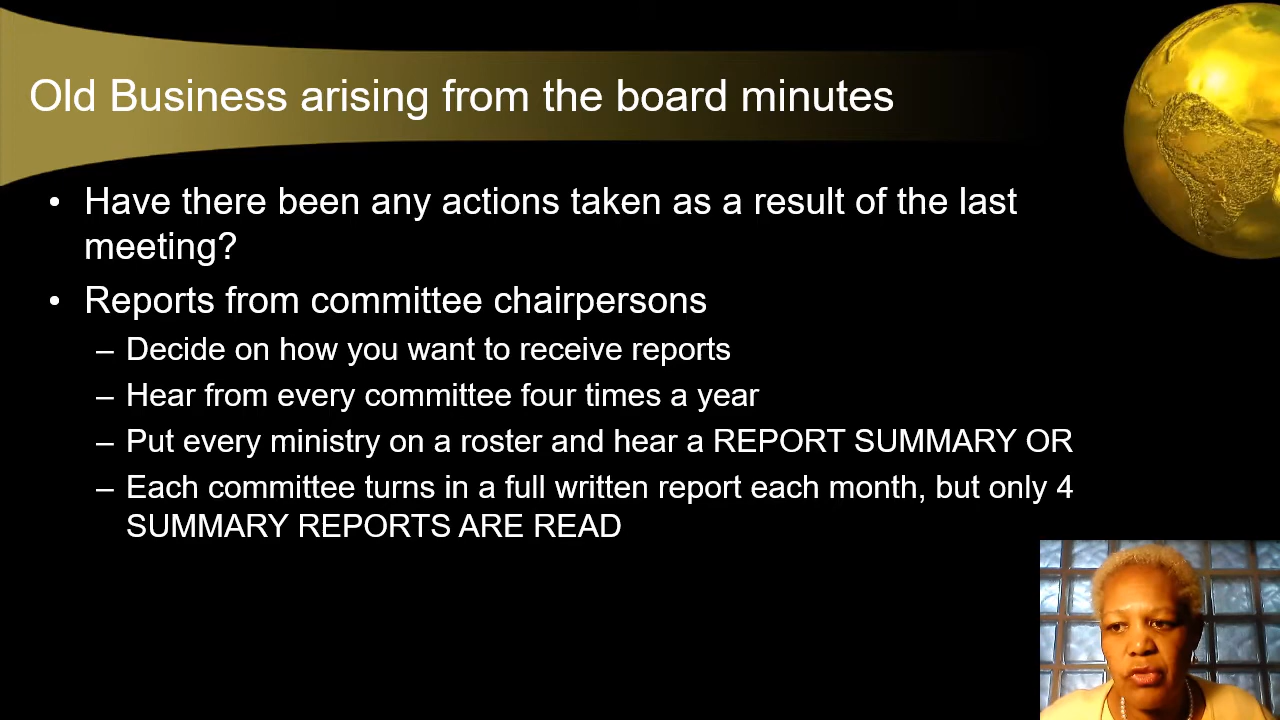 Old Business arising from the board minutes
• Have there been any actions taken as a result of the last
meeting?
• Reports from committee chairpersons
– Decide on how you want to receive reports
– Hear from every committee four times a year
– Put every ministry on a roster and hear a REPORT SUMMARY OR
– Each committee turns in a full written report each month, but only 4
SUMMARY REPORTS ARE READ